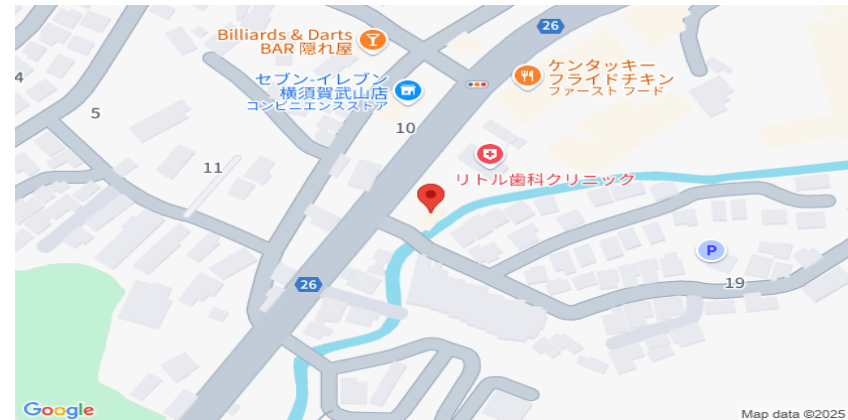 26
Billiards & Darts
BAR 隠れ屋
ケンタッキー
フライドチキン
ファースト フード
セブン-イレブン
横須賀武山店
コンビニエンスストア
4
5
10
11
リトル歯科クリニック
P
19
26
Google
Map data ©2025